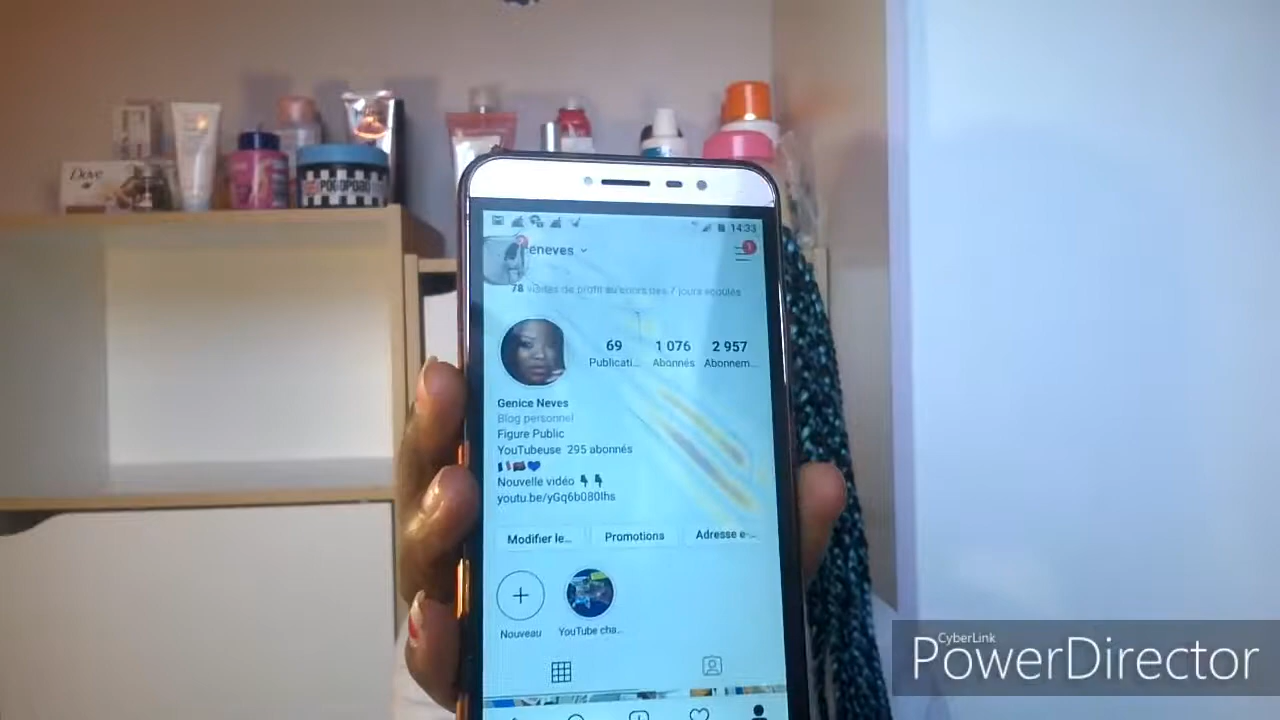 Dove
POGOPOGO
14:33
eneves
78 visites de profil au cours des 7 jours écoulés
69
1 076
2 957
Publicati...
Abonnés
Abonnem...
Genice Neves
Blog personnel
Figure Public
YouTubeuse 295 abonnés
Nouvelle vidéo
youtu.be/yGq6b080lhs
Modifier le...
Promotions
Adresse e-...
Nouveau
YouTube cha...
CyberLink
PowerDirector